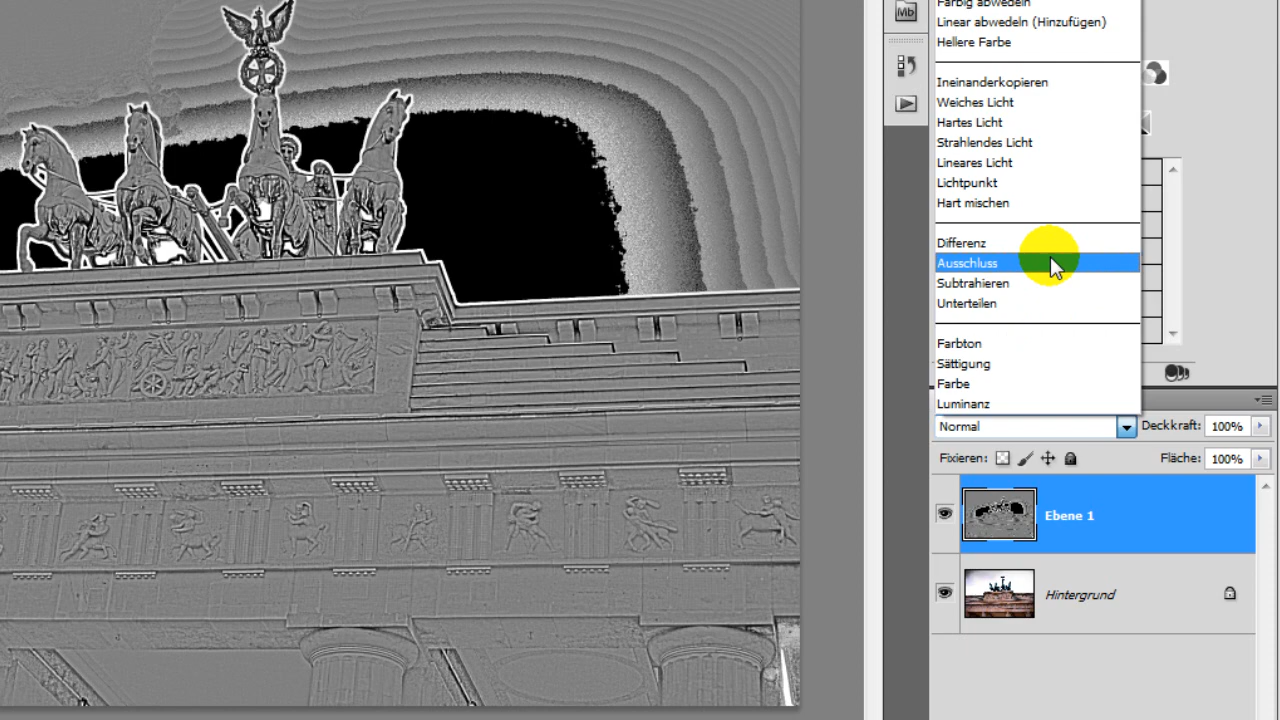 Mb
Farbig abwedeln
Linear abwedeln (Hinzufügen)
Hellere Farbe
Ineinanderkopieren
Weiches Licht
Hartes Licht
Strahlendes Licht
Lineares Licht
Lichtpunkt
Hart mischen
Differenz
Ausschluss
Subtrahieren
Unterteilen
Farbton
Sättigung
Farbe
Luminanz
Normal Deckkraft: 100%
Fixieren: Fläche: 100%
Ebene 1
Hintergrund